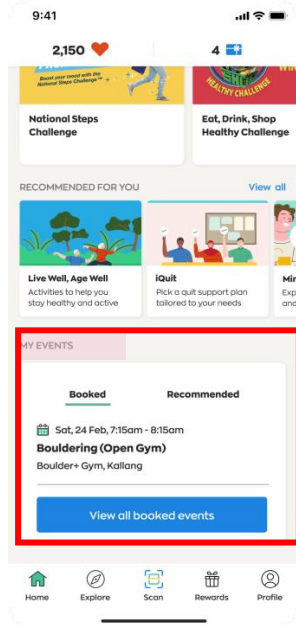 9:41
2,150
4
Boost your mood with the
National Steps Challenge™
HEALTHY CHALLENGE
National Steps
Challenge
Eat, Drink, Shop
Healthy Challenge
RECOMMENDED FOR YOU
View all
Live Well, Age Well
Activities to help you
stay healthy and active
iQuit
Pick a quit support plan
tailored to your needs
MY EVENTS
Booked
Recommended
Sat, 24 Feb, 7:15am - 8:15am
Bouldering (Open
Gym)
Boulder+ Gym, Kallang
View all booked events
Home
Explore
Scan
Rewards
Profile